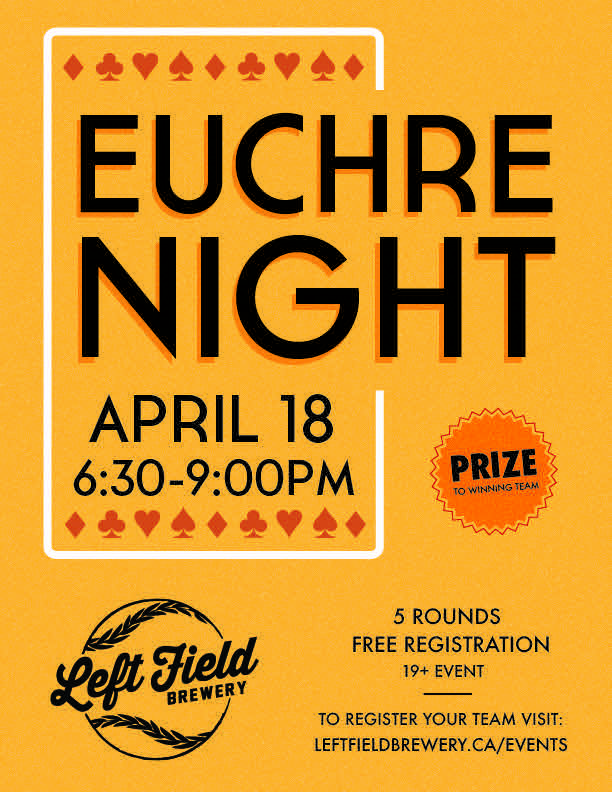 EUCHRE
NIGHT
APRIL 18
6:30-9:00PM
PRIZE
TO WINNING TEAM
Left Field
BREWERY
5 ROUNDS
FREE REGISTRATION
19+ EVENT
TO REGISTER YOUR TEAM VISIT:
LEFTFIELDBREWERY.CA/EVENTS